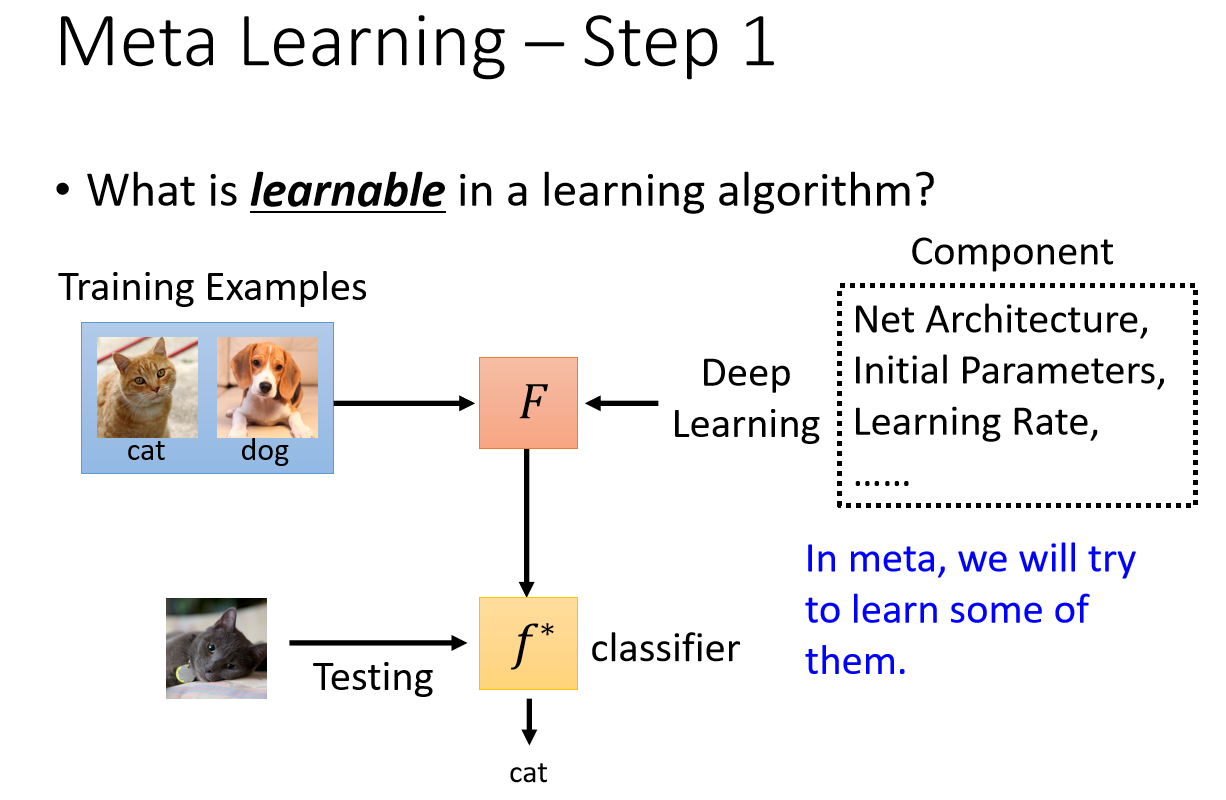 Meta Learning – Step 1
• What is learnable in a learning algorithm?
Component
Training Examples
Net Architecture,
Initial Parameters,
Learning Rate,
……
cat
dog
F
Deep
Learning
In meta, we will try
to learn some of
them.
f*
classifier
Testing
cat